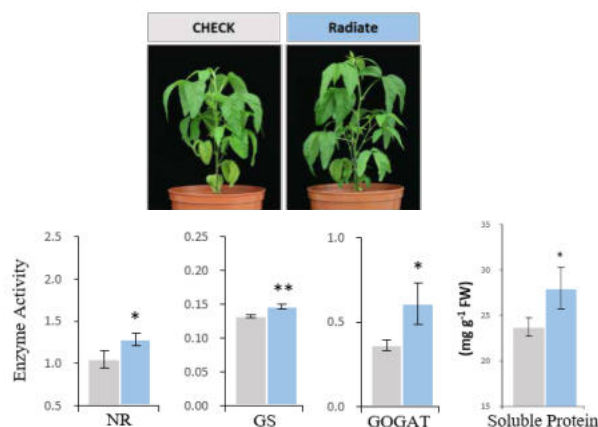 CHECK
Radiate
Enzyme Activity
2.5
2.0
1.5
1.0
0.5
*
NR
0.25
0.20
0.15
0.10
0.05
0.00
**
GS
1.0
0.5
0.0
*
GOGAT
(mg g-1 FW)
35
30
25
20
15
*
Soluble Protein